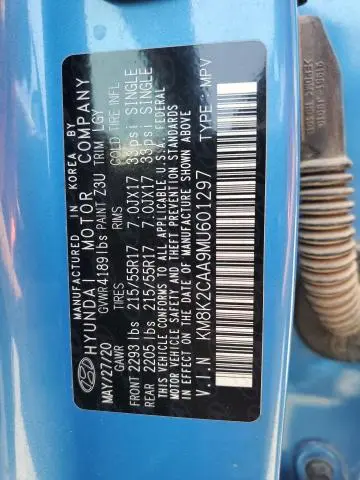 MANUFACTURED IN KOREA BY
HYUNDAI MOTOR COMPANY
MAY/27/20 GVWR 4189 lbs PAINT Z3U TRIM LGY
GAWR TIRES RIMS COLD TIRE INFL
FRONT 2293 lbs 215/55R17 7.0JX17 33psi SINGLE
REAR 2205 lbs 215/55R17 7.0JX17 33psi SINGLE
THIS VEHICLE CONFORMS TO ALL APPLICABLE U.S.A. FEDERAL
MOTOR VEHICLE SAFETY, BUMPER, AND THEFT PREVENTION
STANDARDS IN EFFECT ON THE DATE OF MANUFACTURE SHOWN ABOVE.
V.I.N KM8K2CAA9MU601297 TYPE: MPV